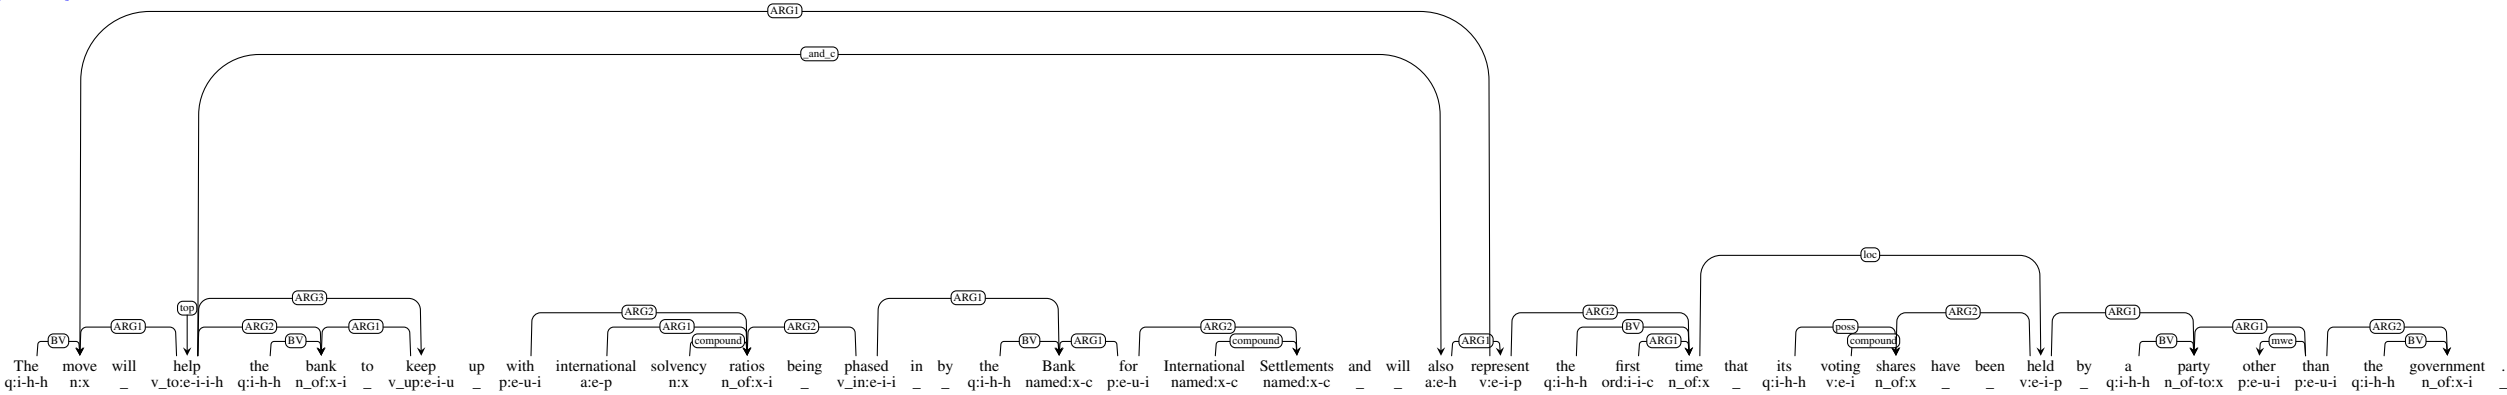 ARG1
_and_c
loc
ARG3 ARG1
top ARG2 ARG2 ARG2 ARG1
ARG1 ARG2 ARG1 ARG1 ARG2 ARG2 BV poss ARG1 ARG2
BV BV compound BV ARG1 compound ARG1 ARG1 compound BV mwe BV
The move will help the bank to keep up with international solvency ratios being phased in by the Bank for International Settlements and will also represent the first time that its voting shares have been held by a party other than the government .
q:i-h-h n:x _ v_to:e-i-i-h q:i-h-h n_of:x-i _ v_up:e-i-u _ p:e-u-i a:e-p n:x n_of:x-i _ v_in:e-i-i _ _ q:i-h-h named:x-c p:e-u-i named:x-c named:x-c _ _ a:e-h v:e-i-p q:i-h-h ord:i-i-c n_of:x _ q:i-h-h v:e-i n_of:x _ _ v:e-i-p _ q:i-h-h n_of-to:x p:e-u-i p:e-u-i q:i-h-h n_of:x-i _